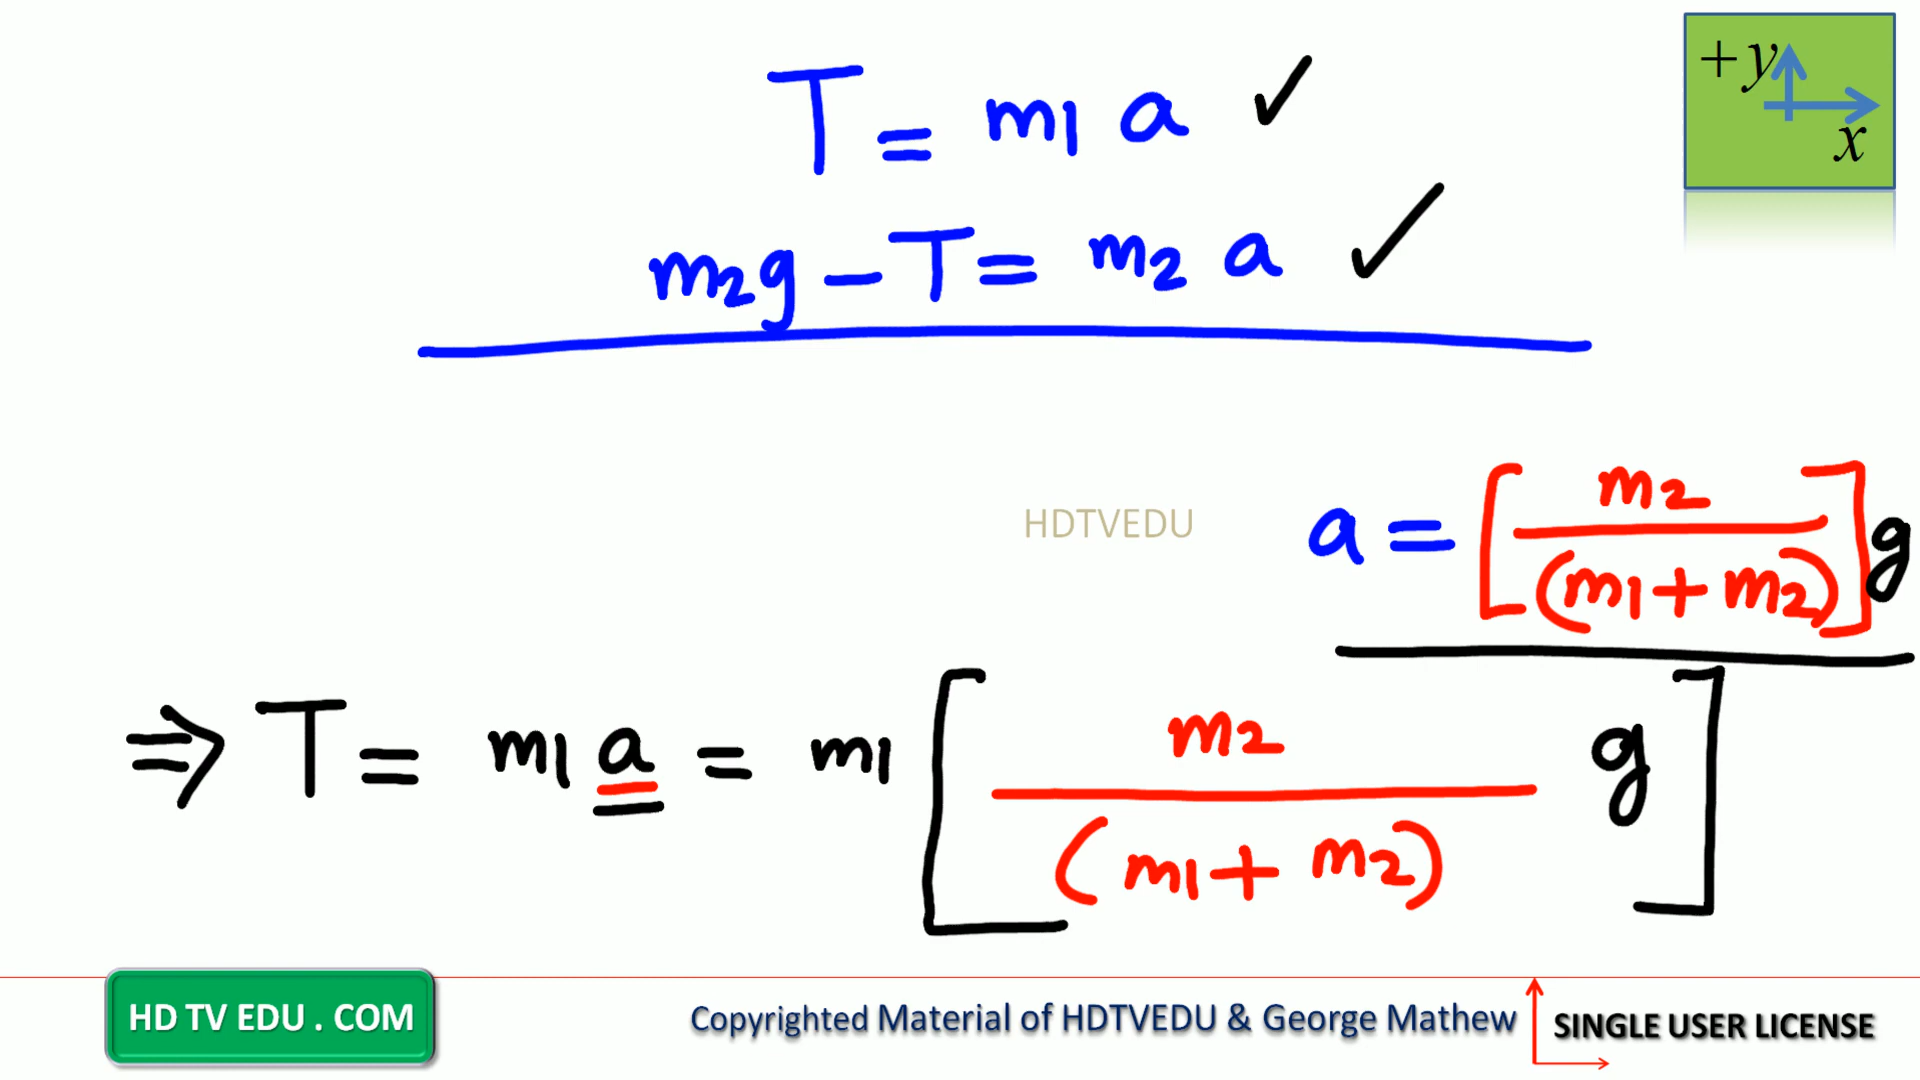 T = m1 a ✓
+y
x
m2g − T = m2 a ✓
HDTVEDU
a = [m2/(m1 + m2)] g
⇒ T = m1 a = m1 [m2/(m1 + m2) g]
HD TV EDU . COM
Copyrighted Material of HDTVEDU & George Mathew
SINGLE USER LICENSE